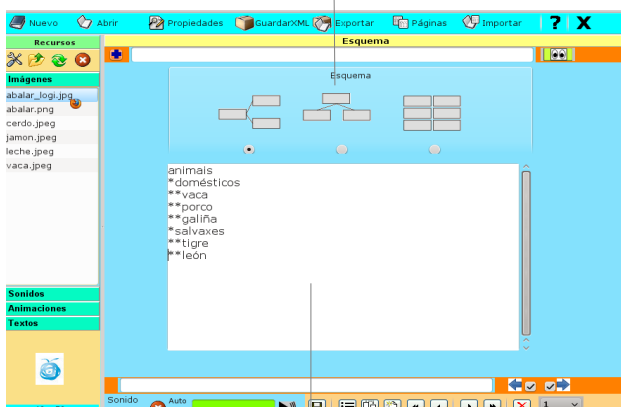 Nuevo Abrir Propiedades GuardarXML Exportar Páginas Importar ? X
Recursos
Esquema
Imágenes
Esquema
abalar_logi.jpg
abalar.png
cerdo.jpeg
jamon.jpeg
leche.jpeg
vaca.jpeg
animais
*domésticos
**vaca
**porco
**galiña
*salvaxes
**tigre
**león
Sonidos
Animaciones
Textos
Sonido Auto 1